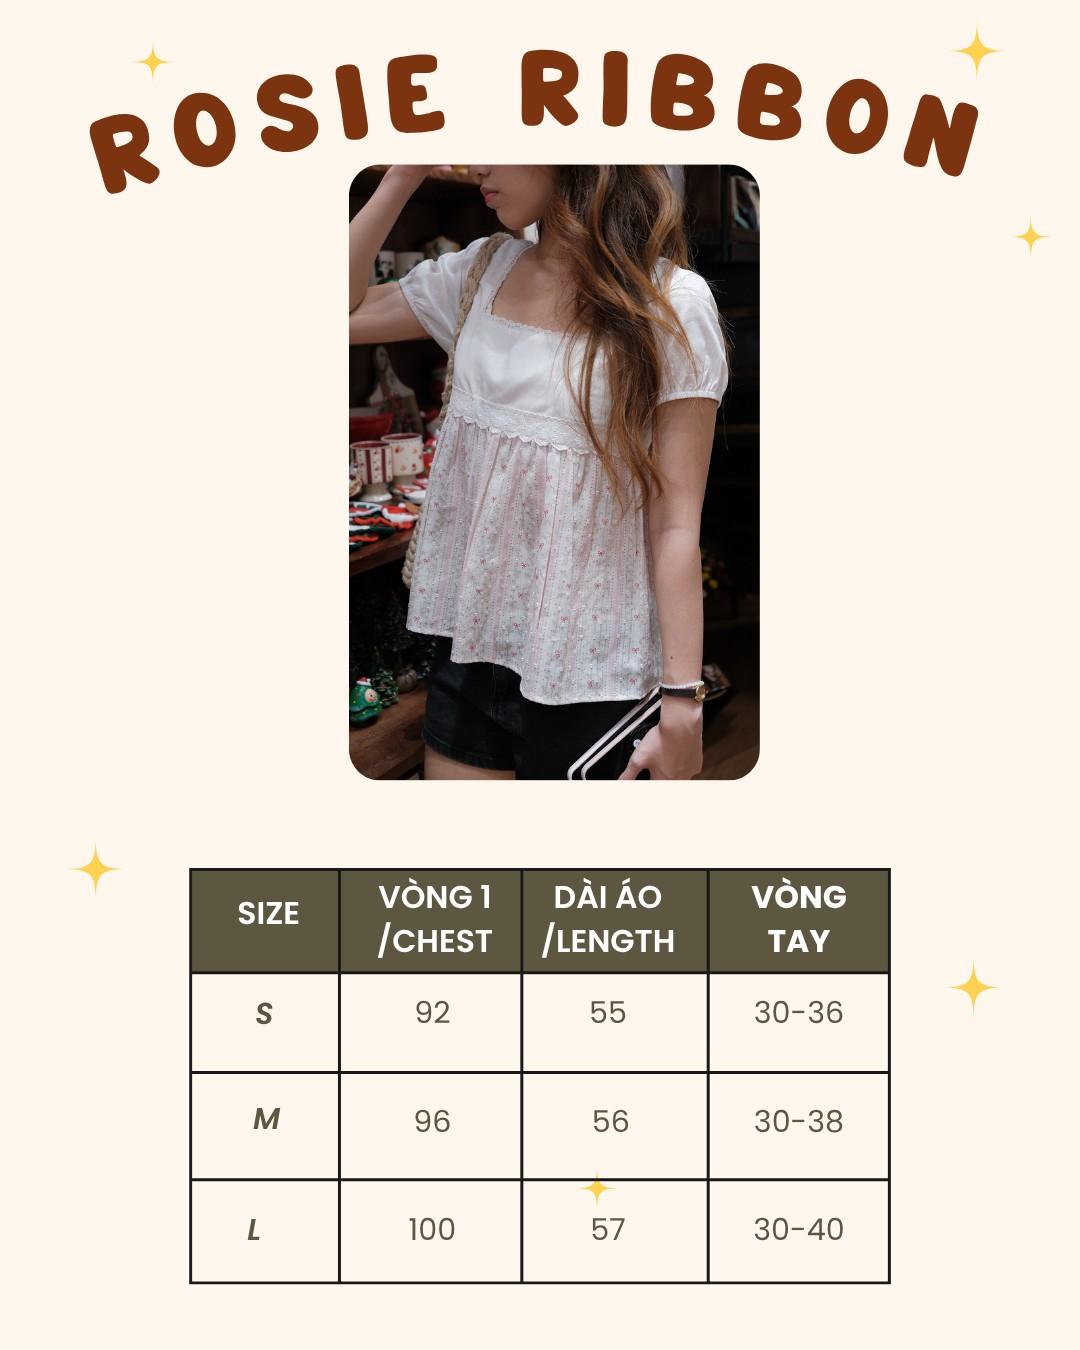 ROSIE RIBBON
SIZE
VÒNG 1
/CHEST
DÀI ÁO
/LENGTH
VÒNG
TAY
S
92
55
30-36
M
96
56
30-38
L
100
57
30-40